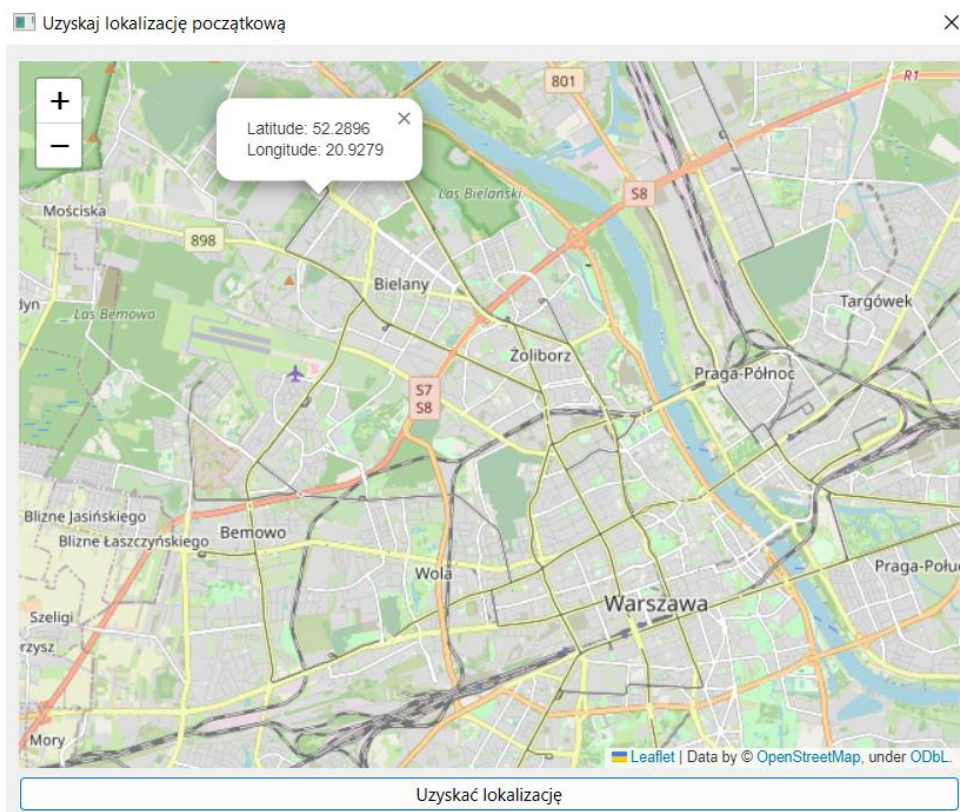 Uzyskaj lokalizację początkową
+
−
Latitude: 52.2896
Longitude: 20.9279
×
801
R1
S8
Las Bielański
Mościska
898
Bielany
Las Bemowo
dyn
Targówek
Żoliborz
Praga-Północ
S7
S8
Blizne Jasińskiego
Bemowo
Blizne Łaszczyńskiego
Wola
Praga-Połu
Warszawa
Szeligi
rzysz
Mory
Leaflet | Data by © OpenStreetMap, under ODbL.
Uzyskać lokalizację